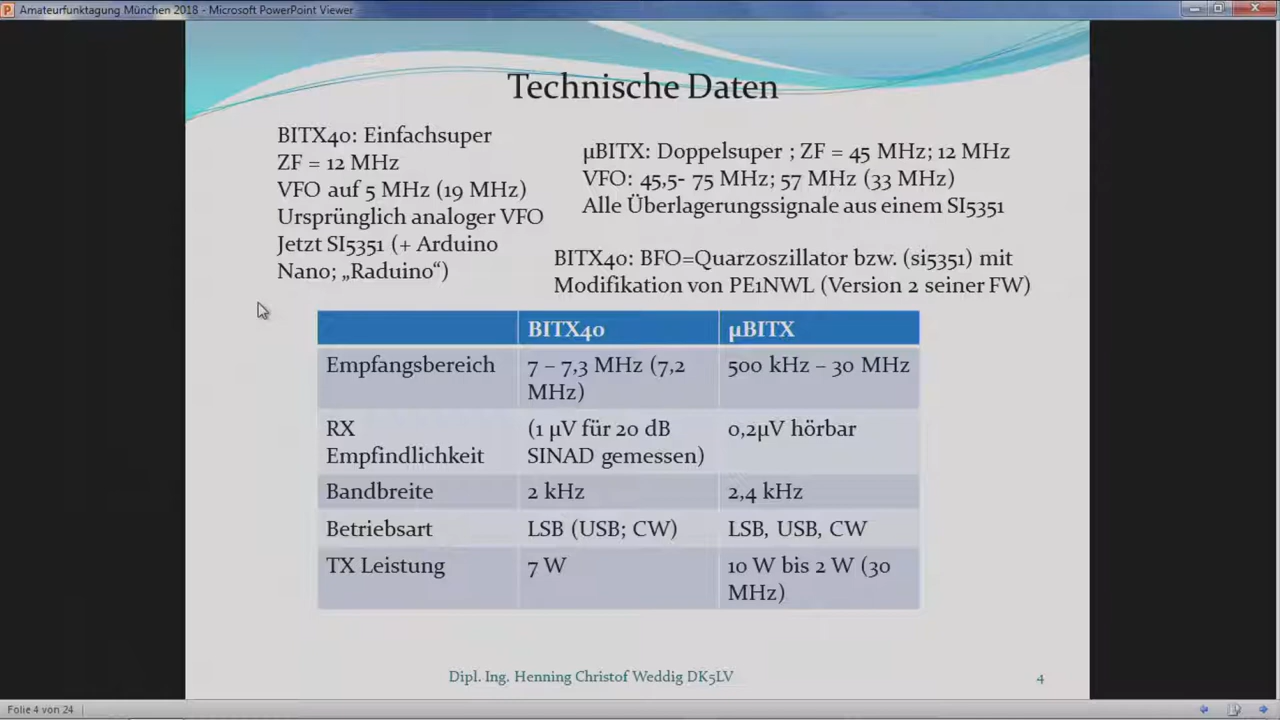 Amateurfunktagung München 2018 - Microsoft PowerPoint Viewer
Technische Daten
BITX40: Einfachsuper
ZF = 12 MHz
VFO auf 5 MHz (19 MHz)
Ursprünglich analoger VFO
Jetzt SI5351 (+ Arduino
Nano; „Raduino“)
µBITX: Doppelsuper ; ZF = 45 MHz; 12 MHz
VFO: 45,5- 75 MHz; 57 MHz (33 MHz)
Alle Überlagerungssignale aus einem SI5351
BITX40: BFO=Quarzoszillator bzw. (si5351) mit
Modifikation von PE1NWL (Version 2 seiner FW)
BITX40 µBITX
Empfangsbereich 7 – 7,3 MHz (7,2 500 kHz – 30 MHz
MHz)
RX (1 µV für 20 dB 0,2µV hörbar
Empfindlichkeit SINAD gemessen)
Bandbreite 2 kHz 2,4 kHz
Betriebsart LSB (USB; CW) LSB, USB, CW
TX Leistung 7 W 10 W bis 2 W (30
MHz)
Dipl. Ing. Henning Christof Weddig DK5LV 4
Folie 4 von 24